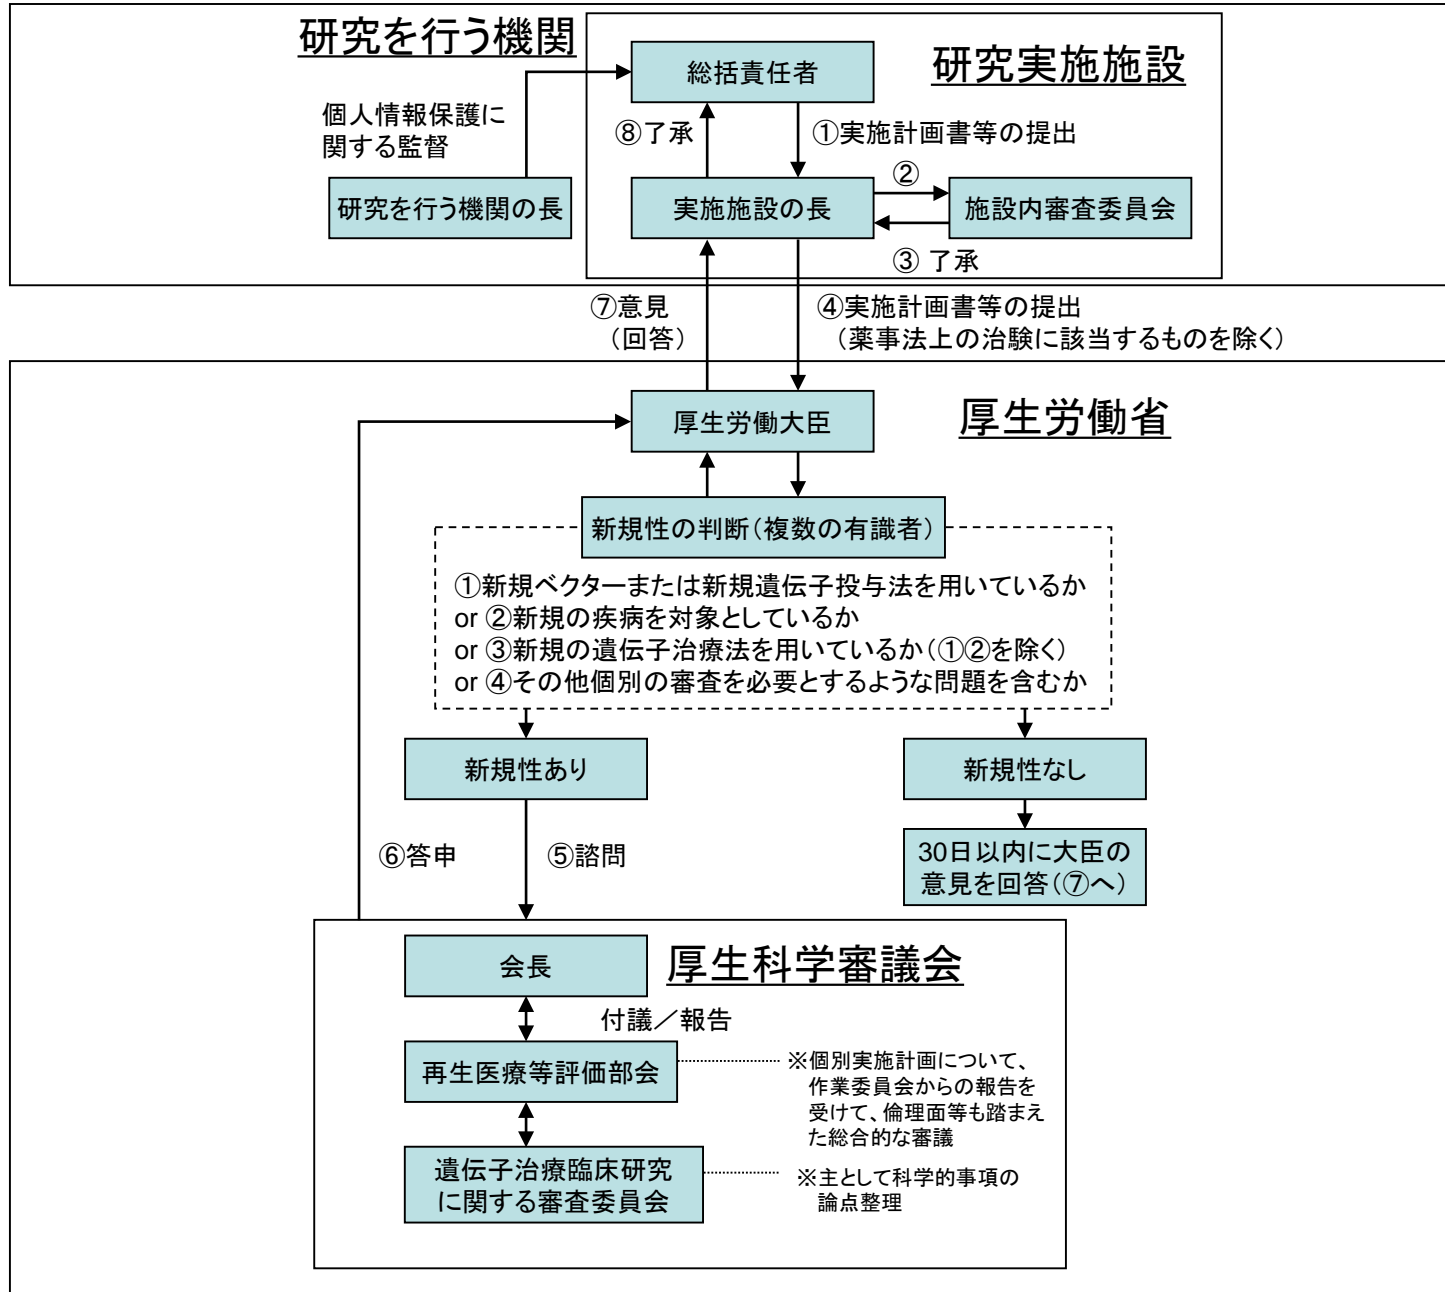 研究を行う機関
研究実施施設
総括責任者
個人情報保護に
関する監督
⑧了承
①実施計画書等の提出
②
研究を行う機関の長
実施施設の長
施設内審査委員会
③ 了承
⑦意見
（回答）
④実施計画書等の提出
（薬事法上の治験に該当するものを除く）
厚生労働大臣
厚生労働省
新規性の判断（複数の有識者）
①新規ベクターまたは新規遺伝子投与法を用いているか
or ②新規の疾病を対象としているか
or ③新規の遺伝子治療法を用いているか（①②を除く）
or ④その他個別の審査を必要とするような問題を含むか
新規性あり
新規性なし
⑥答申
⑤諮問
30日以内に大臣の
意見を回答（⑦へ）
会長
厚生科学審議会
付議／報告
再生医療等評価部会
※個別実施計画について、
作業委員会からの報告を
受けて、倫理面等も踏まえ
た総合的な審議
遺伝子治療臨床研究
に関する審査委員会
※主として科学的事項の
論点整理